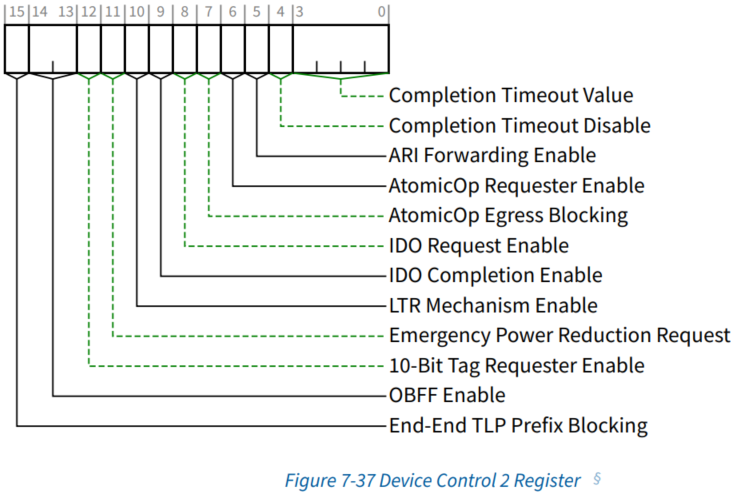 15 14 13 12 11 10 9 8 7 6 5 4 3 0
Completion Timeout Value
Completion Timeout Disable
ARI Forwarding Enable
AtomicOp Requester Enable
AtomicOp Egress Blocking
IDO Request Enable
IDO Completion Enable
LTR Mechanism Enable
Emergency Power Reduction Request
10-Bit Tag Requester Enable
OBFF Enable
End-End TLP Prefix Blocking
Figure 7-37 Device Control 2 Register §